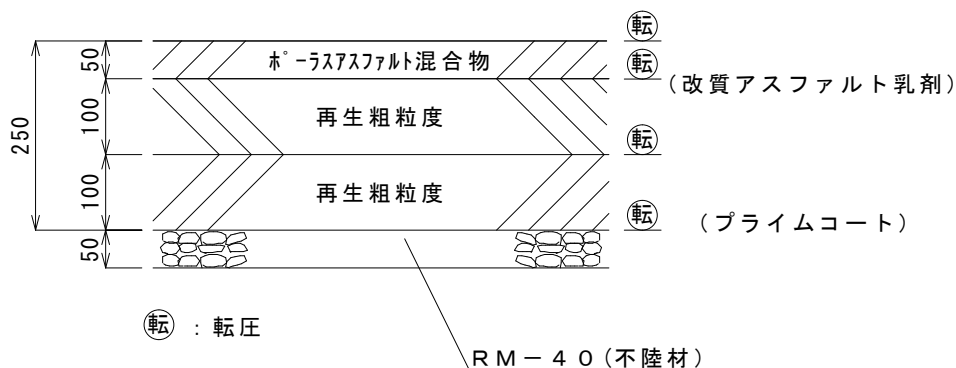 転
50
ポーラスアスファルト混合物
転
(改質アスファルト乳剤)
250
100
再生粗粒度
転
100
再生粗粒度
転
(プライムコート)
50
転 : 転圧
RM-40(不陸材)